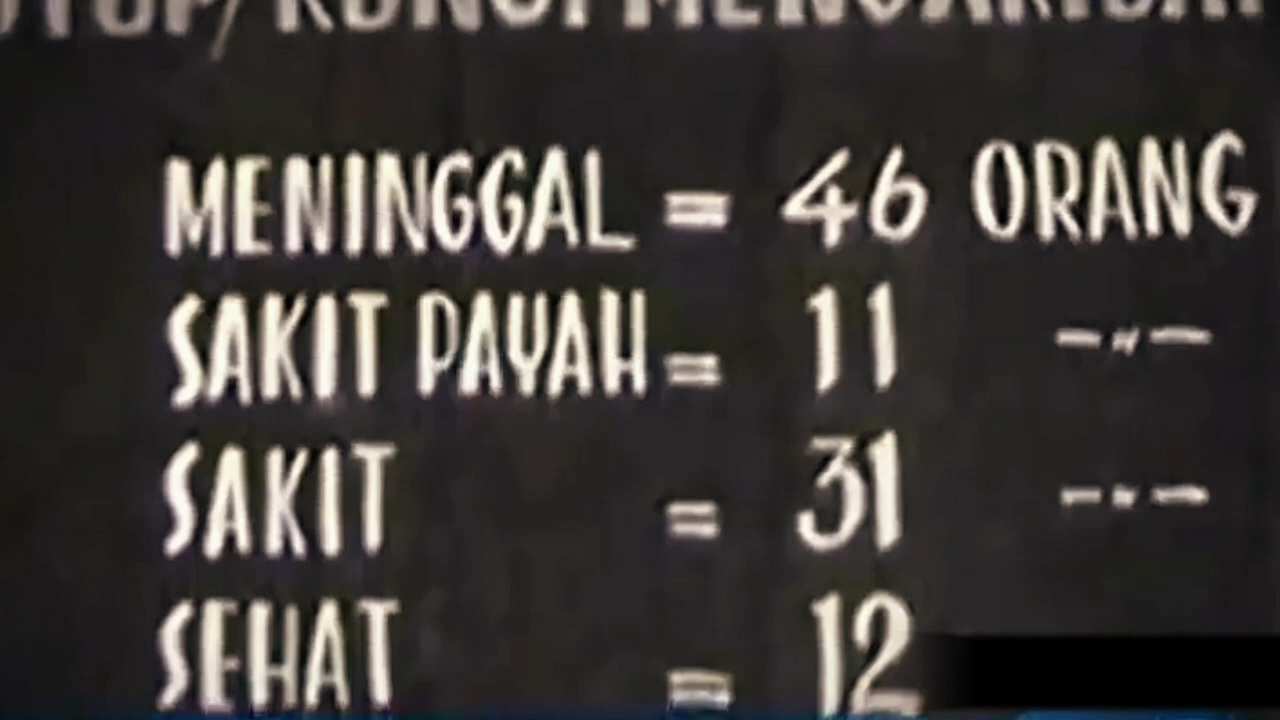 MENINGGAL = 46 ORANG
SAKIT PAYAH = 11 -〃-
SAKIT = 31 -〃-
SEHAT = 12